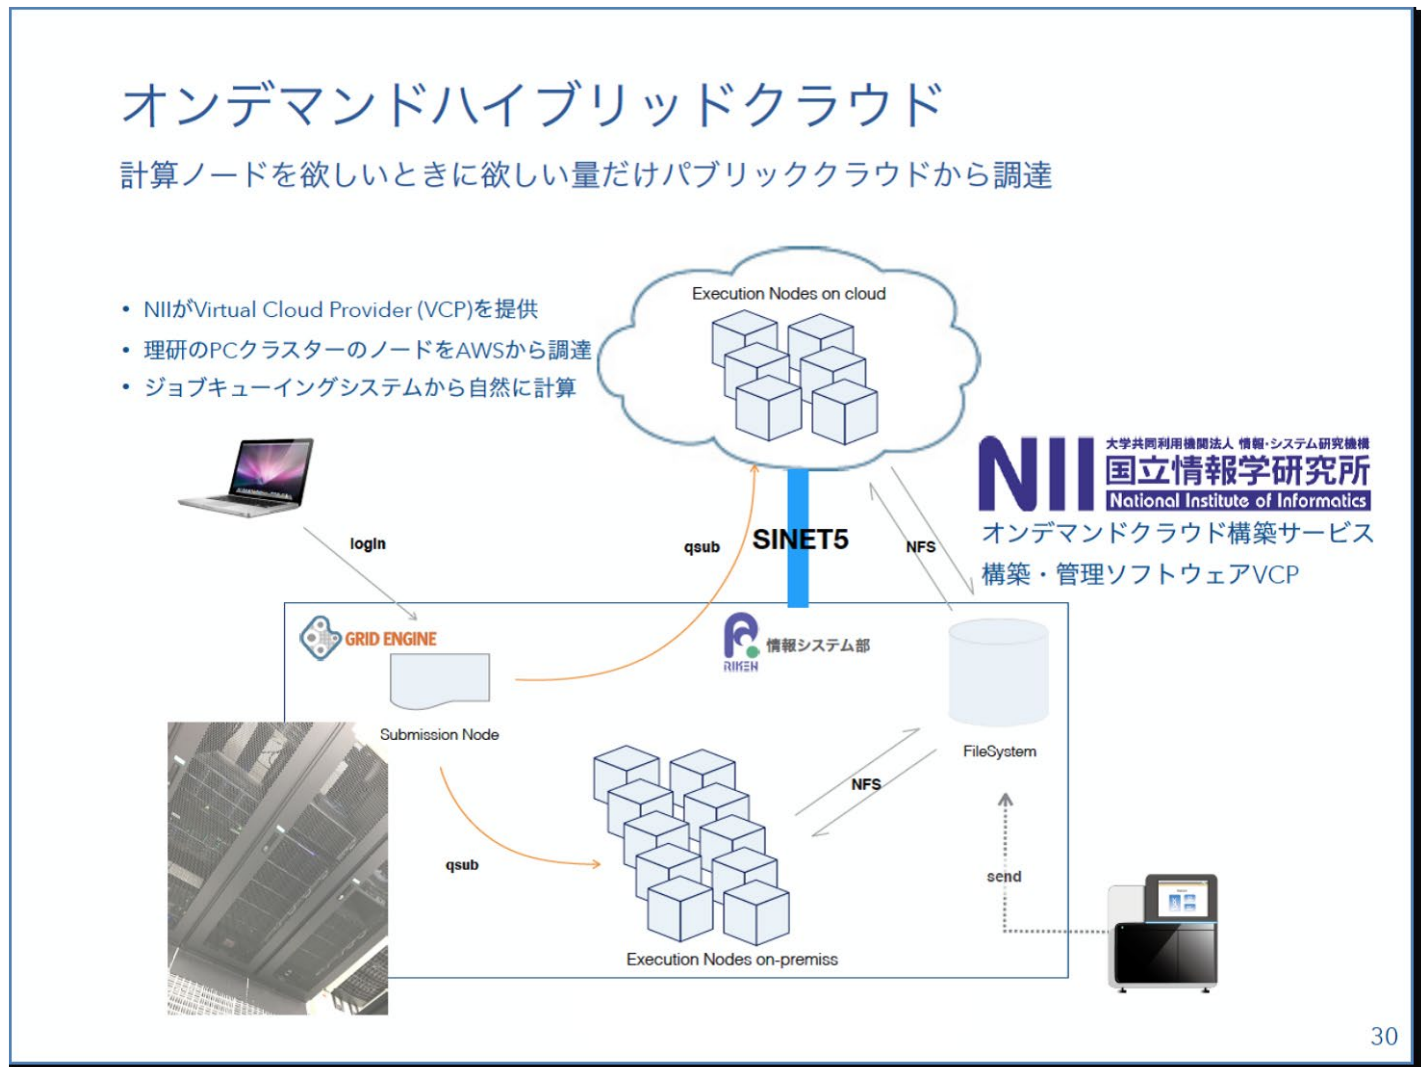 オンデマンドハイブリッドクラウド
計算ノードを欲しいときに欲しい量だけパブリッククラウドから調達
• NIIがVirtual Cloud Provider (VCP)を提供
• 理研のPCクラスターのノードをAWSから調達
• ジョブキューイングシステムから自然に計算
Execution Nodes on cloud
NII
大学共同利用機関法人 情報・システム研究機構
国立情報学研究所
National Institute of Informatics
オンデマンドクラウド構築サービス
構築・管理ソフトウェアVCP
login
qsub
SINET5
NFS
GRID ENGINE
RIKEN
情報システム部
Submission Node
FileSystem
NFS
qsub
send
Execution Nodes on-premiss
30